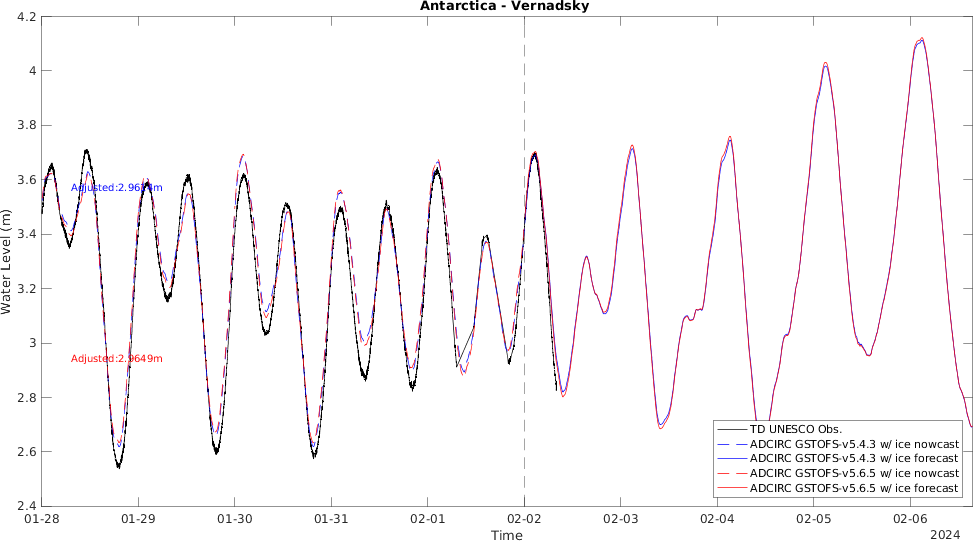 Antarctica - Vernadsky
Water Level (m)
4.2
4
3.8
3.6
3.4
3.2
3
2.8
2.6
2.4
Adjusted:2.9649m
TD UNESCO Obs.
ADCIRC GSTOFS-v5.4.3 w/ ice nowcast
ADCIRC GSTOFS-v5.4.3 w/ ice forecast
ADCIRC GSTOFS-v5.6.5 w/ ice nowcast
ADCIRC GSTOFS-v5.6.5 w/ ice forecast
01-28 01-29 01-30 01-31 02-01 02-02 02-03 02-04 02-05 02-06
Time
2024